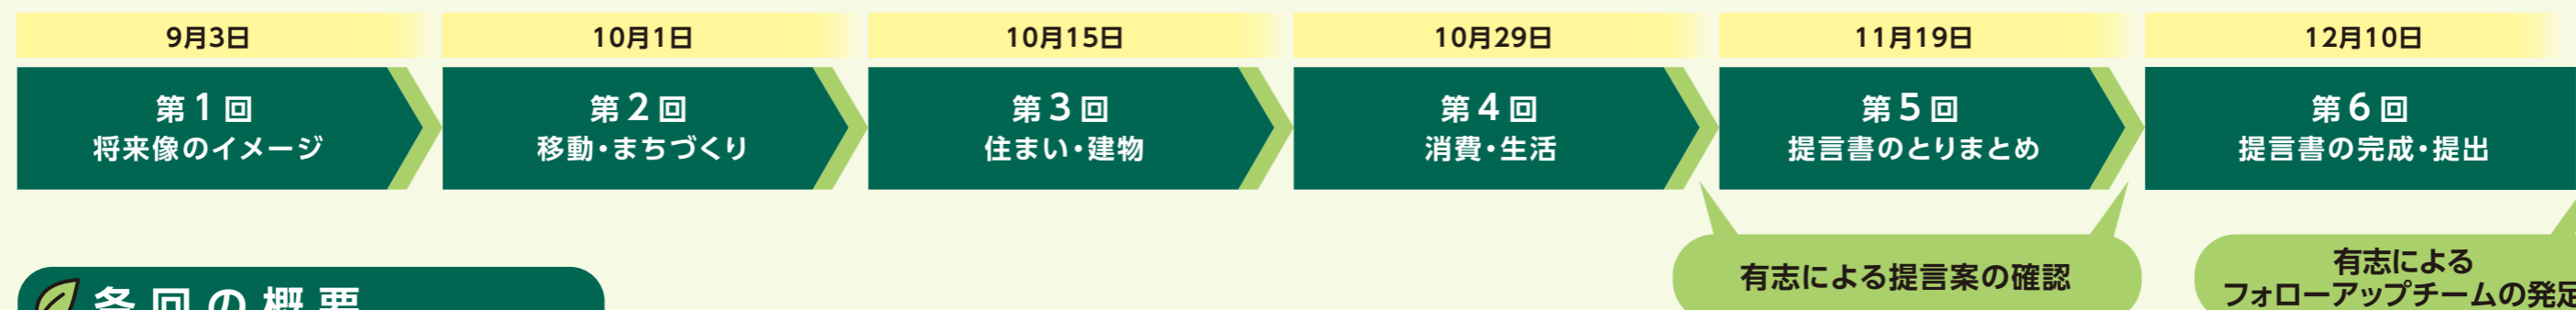 9月3日
第1回
将来像のイメージ
10月1日
第2回
移動・まちづくり
10月15日
第3回
住まい・建物
10月29日
第4回
消費・生活
11月19日
第5回
提言書のとりまとめ
12月10日
第6回
提言書の完成・提出
有志による提言案の確認
有志による
フォローアップチームの発足
各回の概要